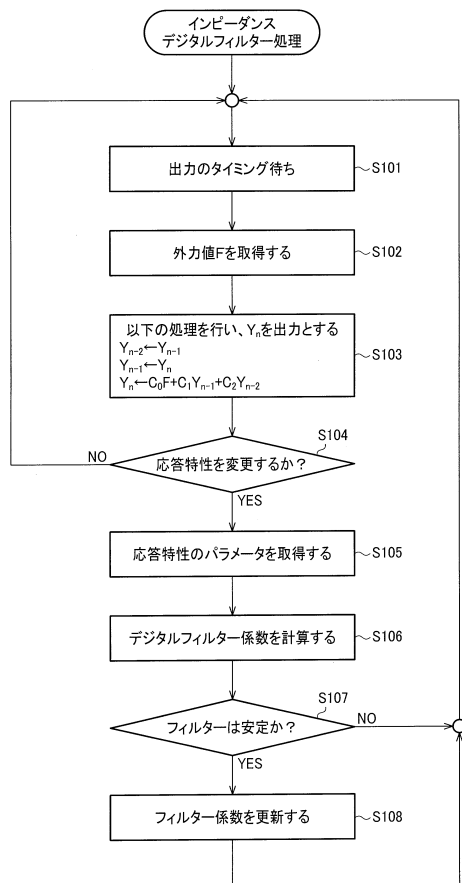 インピーダンス
デジタルフィルター処理
出力のタイミング待ち
S101
外力値Fを取得する
S102
以下の処理を行い、Ynを出力とする
Yn-2←Yn-1
Yn-1←Yn
Yn←C0F+C1Yn-1+C2Yn-2
S103
S104
応答特性を変更するか？
NO
YES
応答特性のパラメータを取得する
S105
デジタルフィルター係数を計算する
S106
S107
フィルターは安定か？
NO
YES
フィルター係数を更新する
S108